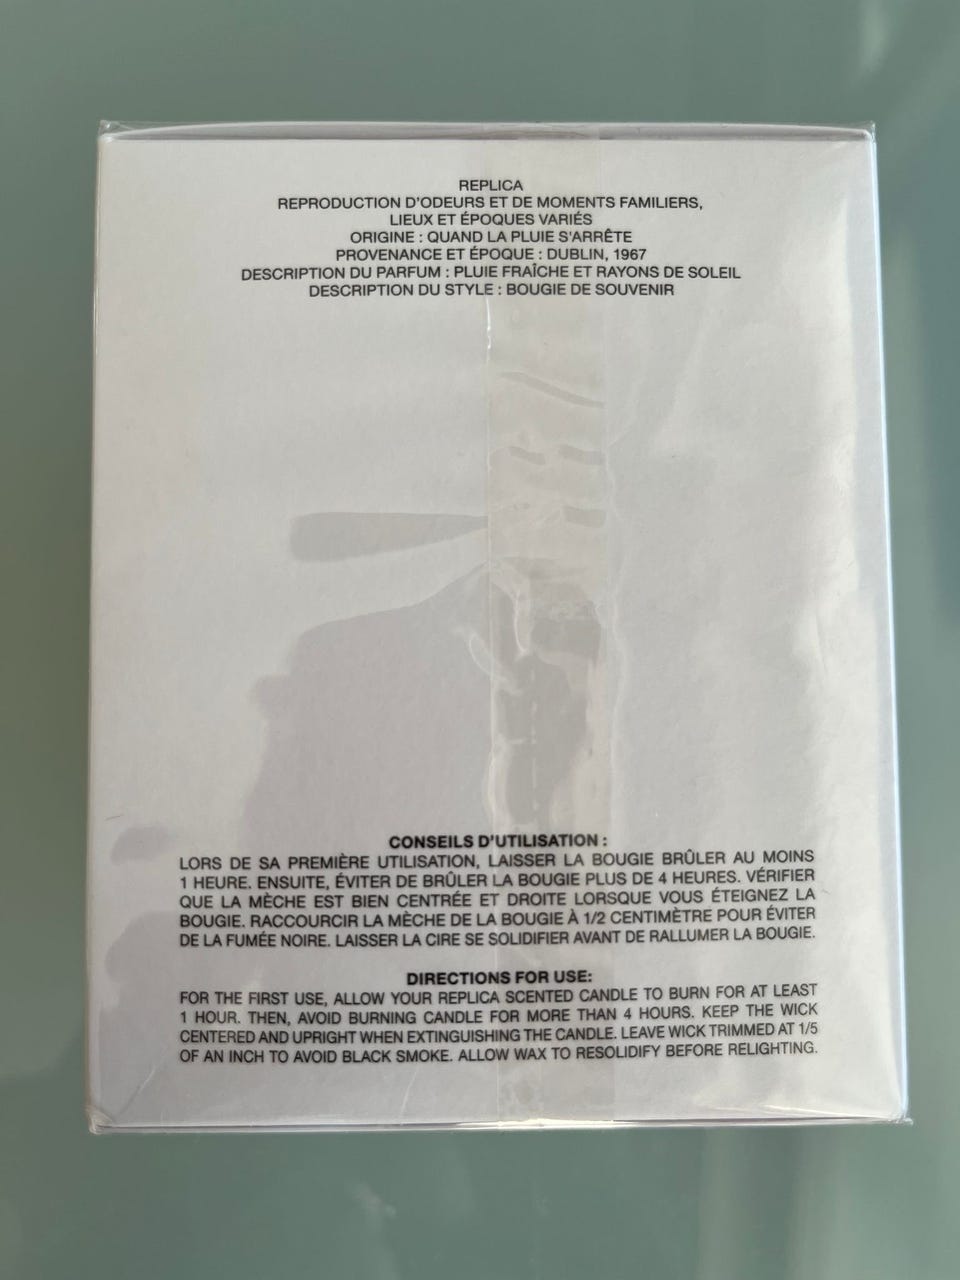 REPLICA
REPRODUCTION D'ODEURS ET DE MOMENTS FAMILIERS,
LIEUX ET ÉPOQUES VARIÉS
ORIGINE : QUAND LA PLUIE S'ARRÊTE
PROVENANCE ET ÉPOQUE : DUBLIN, 1967
DESCRIPTION DU PARFUM : PLUIE FRAÎCHE ET RAYONS DE SOLEIL
DESCRIPTION DU STYLE : BOUGIE DE SOUVENIR
CONSEILS D'UTILISATION :
LORS DE SA PREMIÈRE UTILISATION, LAISSER LA BOUGIE BRÛLER AU MOINS
1 HEURE. ENSUITE, ÉVITER DE BRÛLER LA BOUGIE PLUS DE 4 HEURES. VÉRIFIER
QUE LA MÈCHE EST BIEN CENTRÉE ET DROITE LORSQUE VOUS ÉTEIGNEZ LA
BOUGIE. RACCOURCIR LA MÈCHE DE LA BOUGIE À 1/2 CENTIMÈTRE POUR ÉVITER
DE LA FUMÉE NOIRE. LAISSER LA CIRE SE SOLIDIFIER AVANT DE RALLUMER LA BOUGIE.
DIRECTIONS FOR USE:
FOR THE FIRST USE, ALLOW YOUR REPLICA SCENTED CANDLE TO BURN FOR AT LEAST
1 HOUR. THEN, AVOID BURNING CANDLE FOR MORE THAN 4 HOURS. KEEP THE WICK
CENTERED AND UPRIGHT WHEN EXTINGUISHING THE CANDLE. LEAVE WICK TRIMMED AT 1/5
OF AN INCH TO AVOID BLACK SMOKE. ALLOW WAX TO RESOLIDIFY BEFORE RELIGHTING.